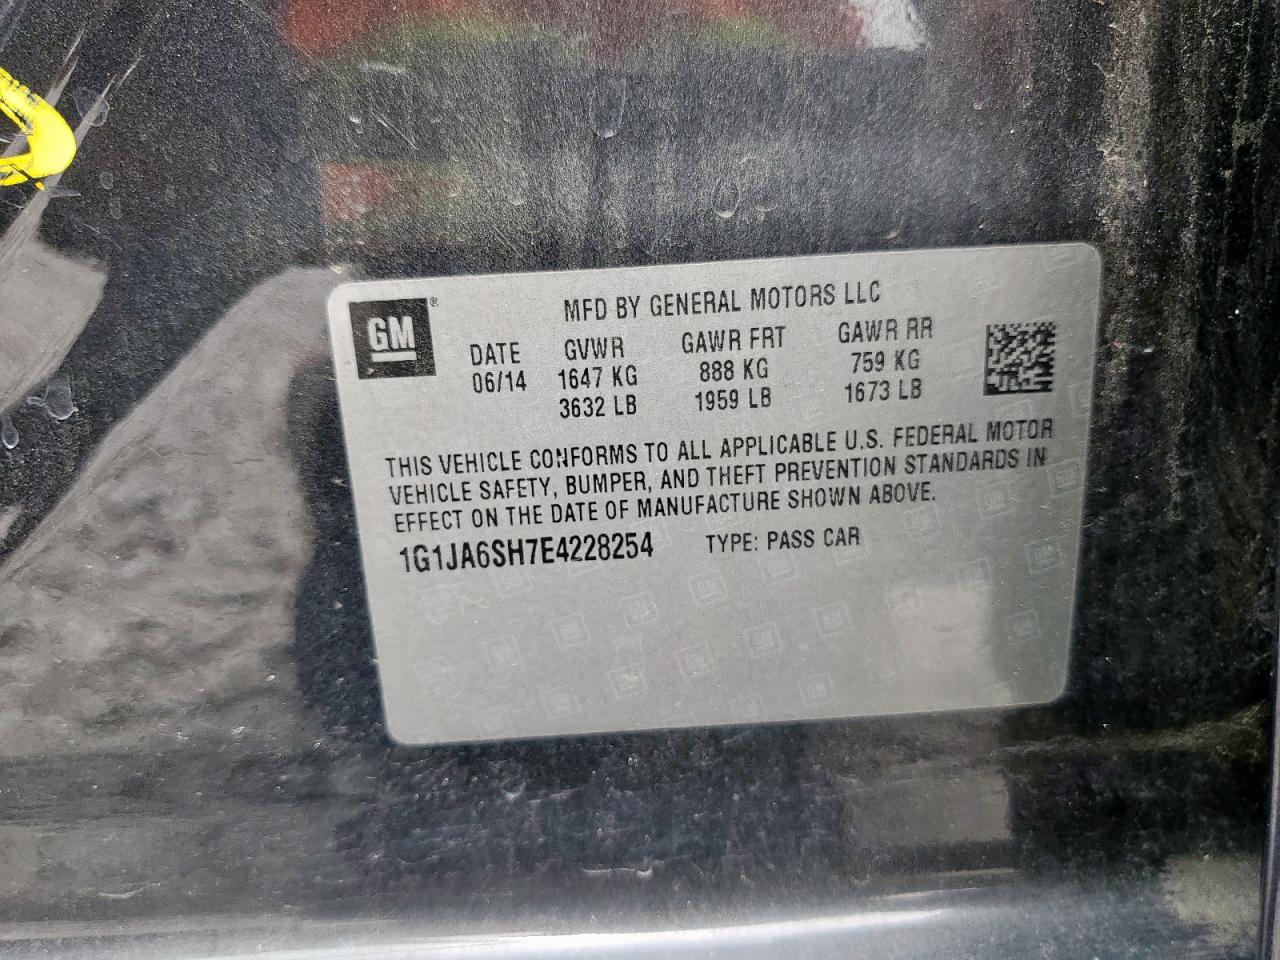 GM®
MFD BY GENERAL MOTORS LLC
DATE GVWR GAWR FRT GAWR RR
06/14 1647 KG 888 KG 759 KG
3632 LB 1959 LB 1673 LB
THIS VEHICLE CONFORMS TO ALL APPLICABLE U.S. FEDERAL MOTOR
VEHICLE SAFETY, BUMPER, AND THEFT PREVENTION STANDARDS IN
EFFECT ON THE DATE OF MANUFACTURE SHOWN ABOVE.
1G1JA6SH7E4228254 TYPE: PASS CAR